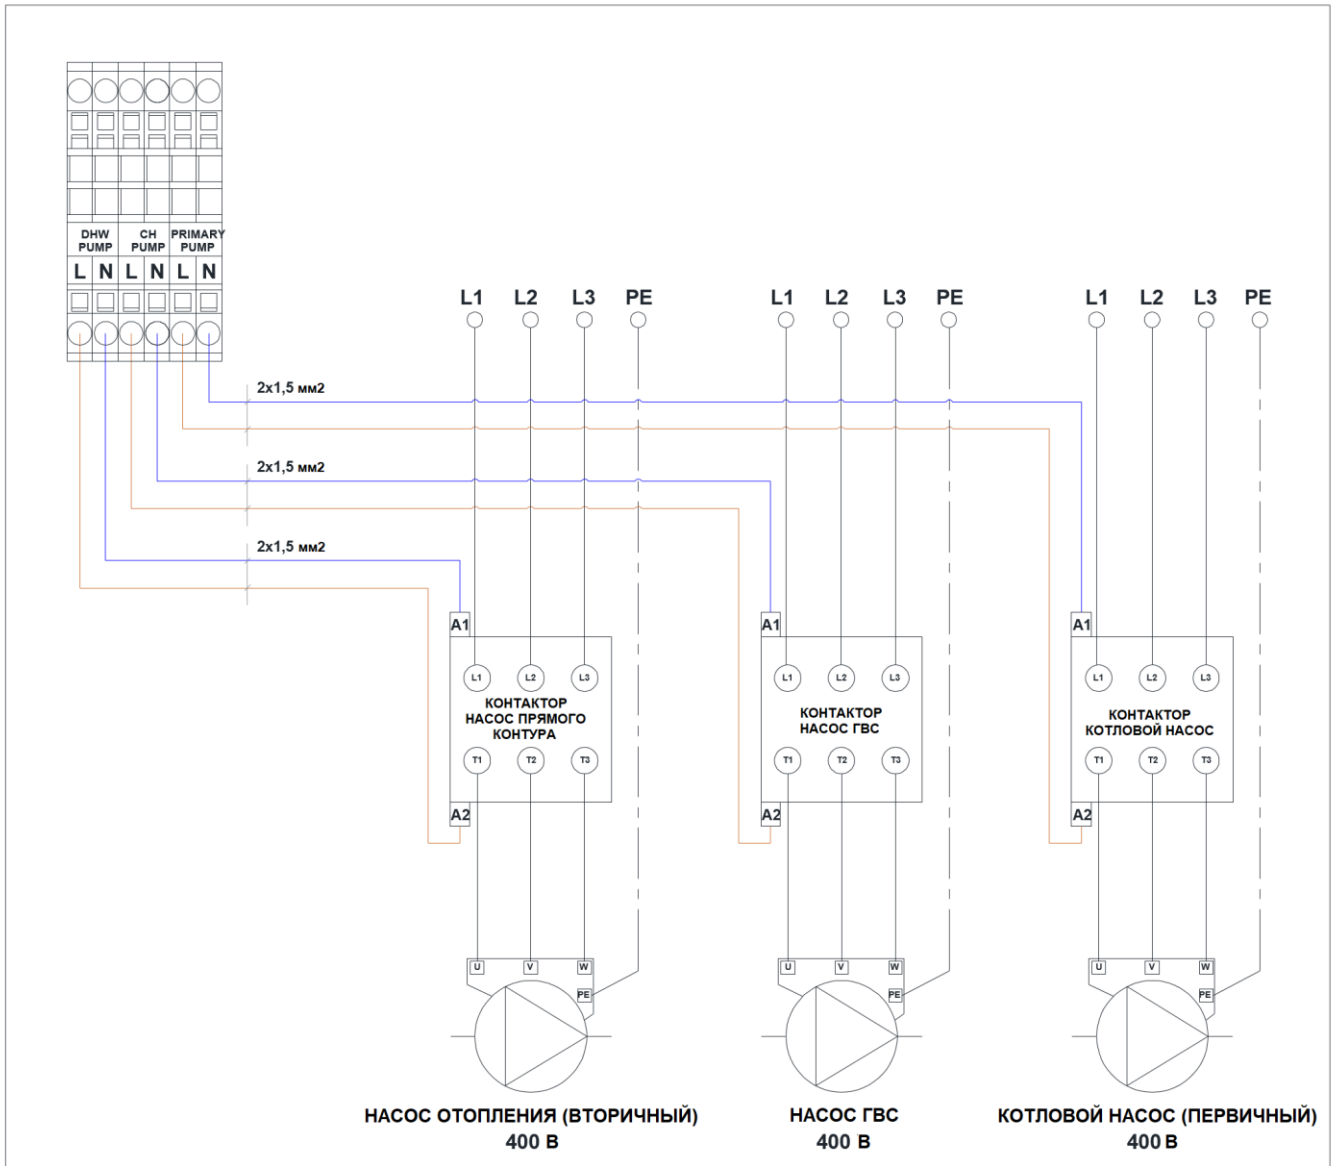 DHW
PUMP
CH
PUMP
PRIMARY
PUMP
L N L N L N
L1 L2 L3 PE
L1 L2 L3 PE
L1 L2 L3 PE
2x1,5 мм2
2x1,5 мм2
2x1,5 мм2
A1
L1 L2 L3
КОНТАКТОР
НАСОС ПРЯМОГО
КОНТУРА
T1 T2 T3
A2
A1
L1 L2 L3
КОНТАКТОР
НАСОС ГВС
T1 T2 T3
A2
A1
L1 L2 L3
КОНТАКТОР
КОТЛОВОЙ НАСОС
T1 T2 T3
A2
U V W
PE
U V W
PE
U V W
PE
НАСОС ОТОПЛЕНИЯ (ВТОРИЧНЫЙ)
400 В
НАСОС ГВС
400 В
КОТЛОВОЙ НАСОС (ПЕРВИЧНЫЙ)
400 В